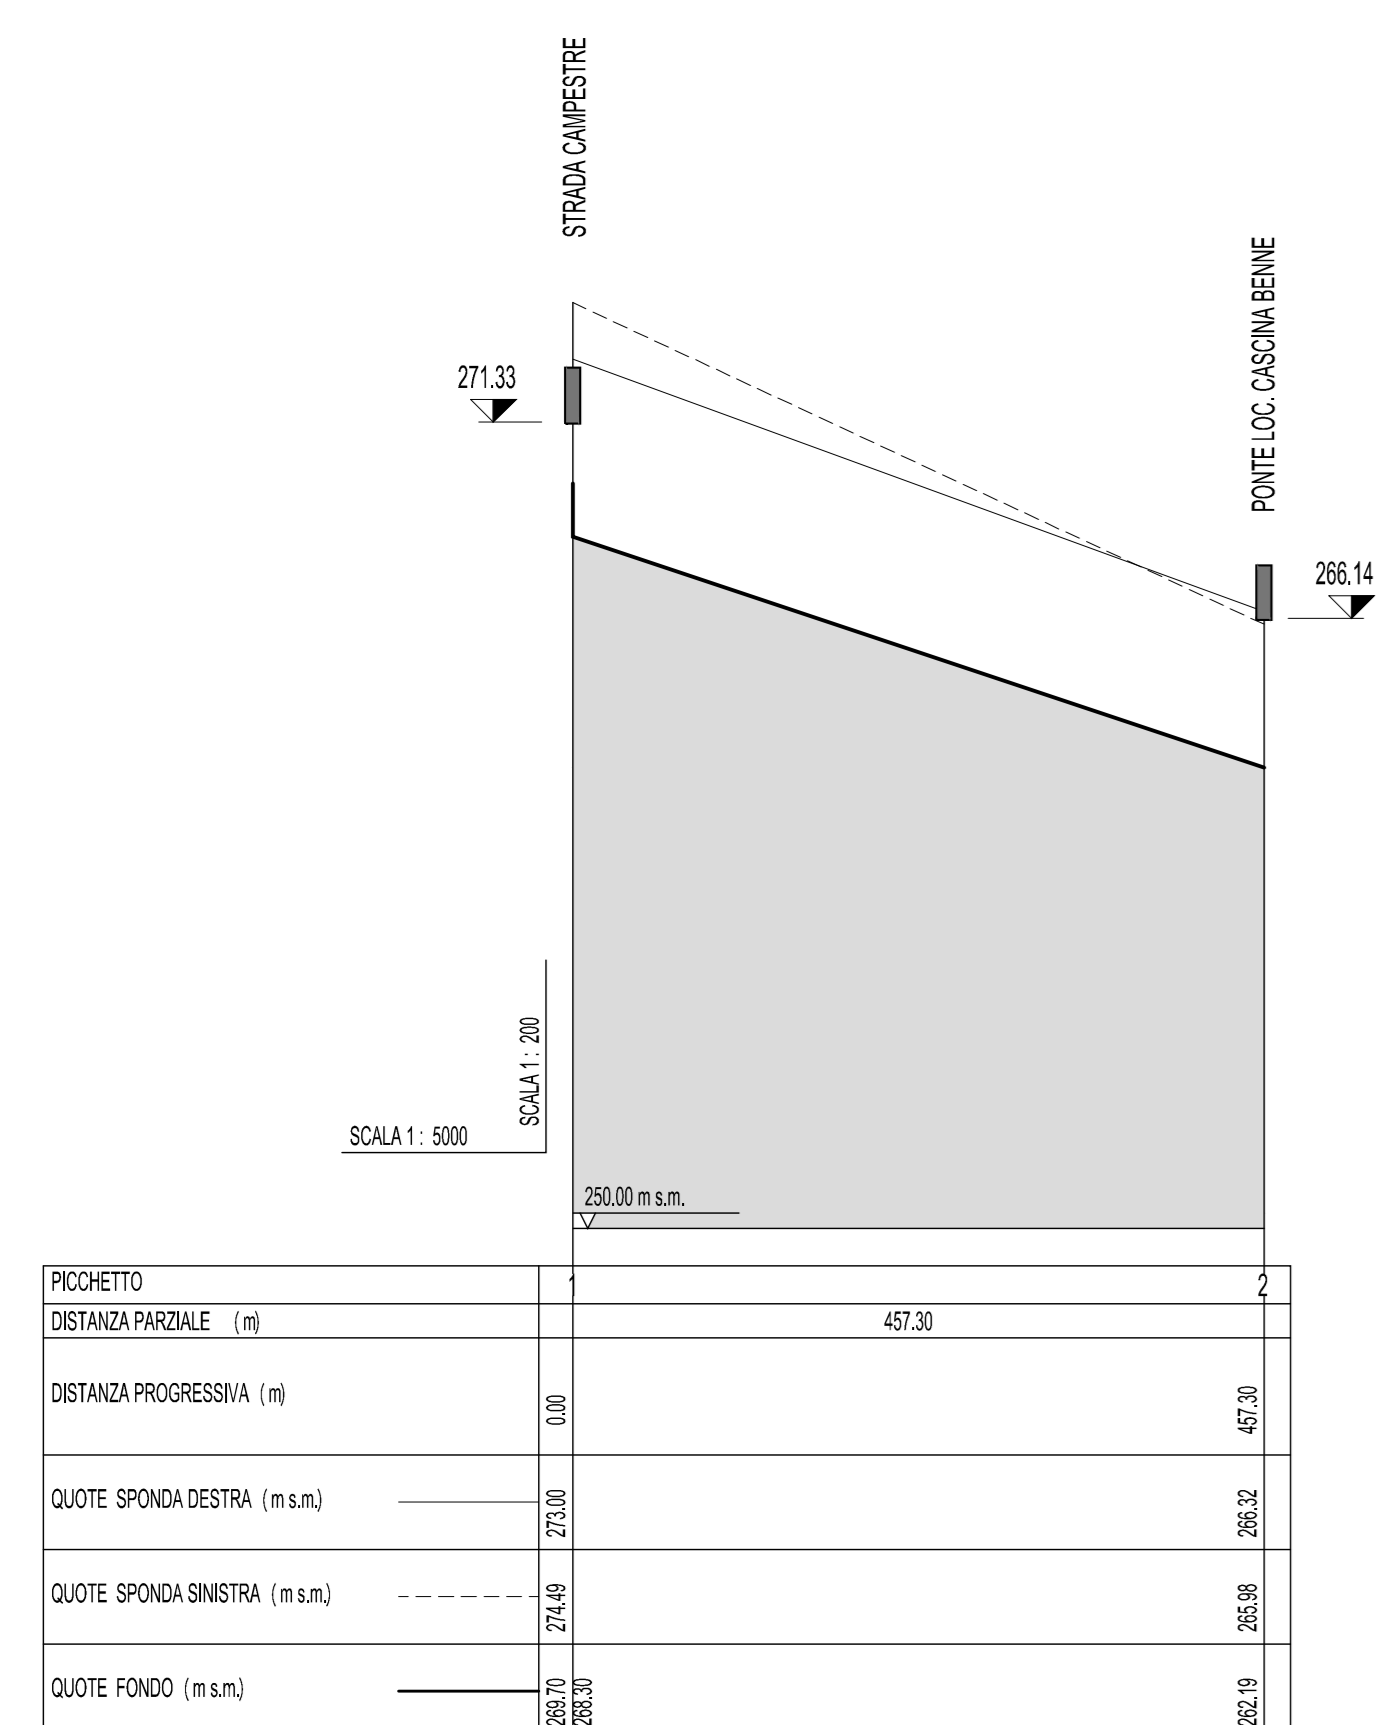 STRADA CAMPESTRE
PONTE LOC. CASCINA BENNE
271.33
266.14
SCALA 1 : 200
SCALA 1 : 5000
250.00 m s.m.
PICCHETTO 1 2
DISTANZA PARZIALE (m) 457.30
DISTANZA PROGRESSIVA (m) 0.00 457.30
QUOTE SPONDA DESTRA (m s.m.) 273.00 266.32
QUOTE SPONDA SINISTRA (m s.m.) 274.49 265.98
QUOTE FONDO (m s.m.) 269.70 268.30 262.19